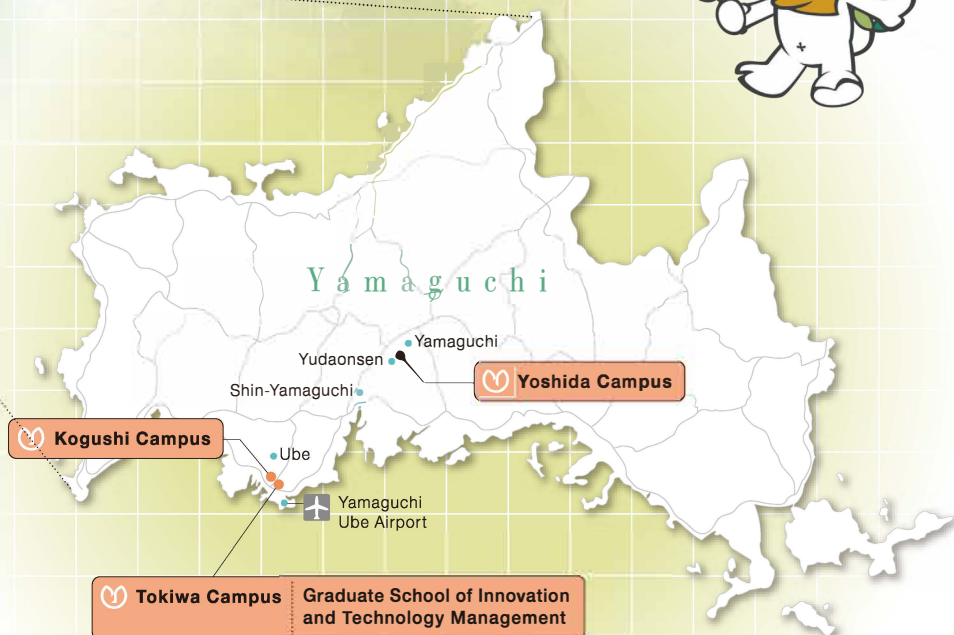 Yamaguchi
Yamaguchi
Yudaonsen
Yoshida Campus
Shin-Yamaguchi
Kogushi Campus
Ube
Yamaguchi
Ube Airport
Tokiwa Campus
Graduate School of Innovation
and Technology Management